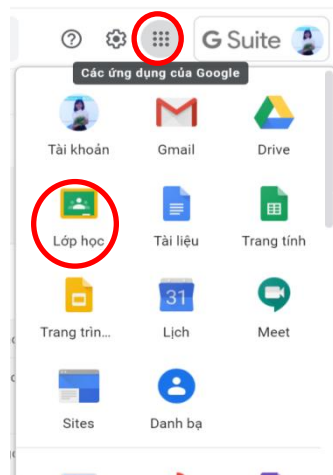 G Suite
Các ứng dụng của Google
Tài khoản Gmail Drive
Lớp học Tài liệu Trang tính
31
Trang trìn... Lịch Meet
Sites Danh bạ